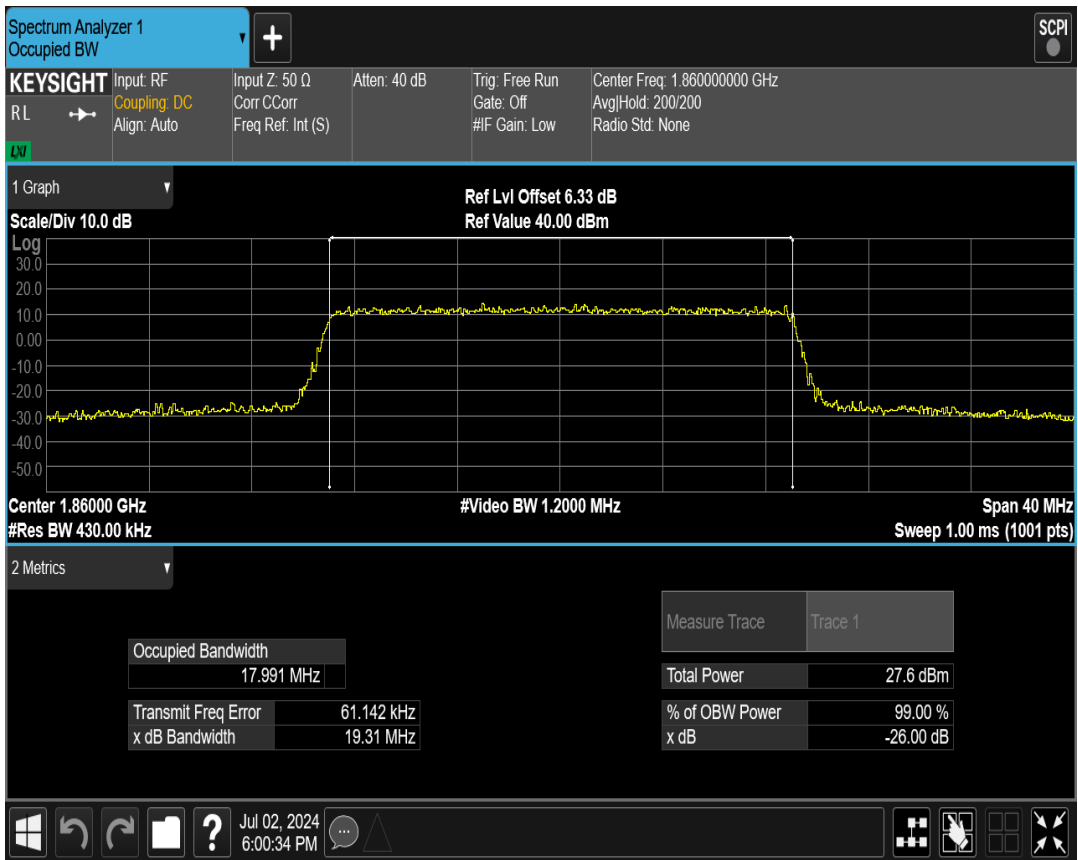 Spectrum Analyzer 1
Occupied BW
+
SCPI
KEYSIGHT
RL
LXI
Input: RF
Coupling: DC
Align: Auto
Input Z: 50 Ω
Corr CCorr
Freq Ref: Int (S)
Atten: 40 dB
Trig: Free Run
Gate: Off
#IF Gain: Low
Center Freq: 1.860000000 GHz
Avg|Hold: 200/200
Radio Std: None
1 Graph
Scale/Div 10.0 dB
Ref Lvl Offset 6.33 dB
Ref Value 40.00 dBm
Log
30.0
20.0
10.0
0.00
-10.0
-20.0
-30.0
-40.0
-50.0
Center 1.86000 GHz
#Video BW 1.2000 MHz
Span 40 MHz
#Res BW 430.00 kHz
Sweep 1.00 ms (1001 pts)
2 Metrics
Measure Trace Trace 1
Occupied Bandwidth
17.991 MHz
Total Power 27.6 dBm
Transmit Freq Error 61.142 kHz
% of OBW Power 99.00 %
x dB Bandwidth 19.31 MHz
x dB -26.00 dB
?
Jul 02, 2024
6:00:34 PM